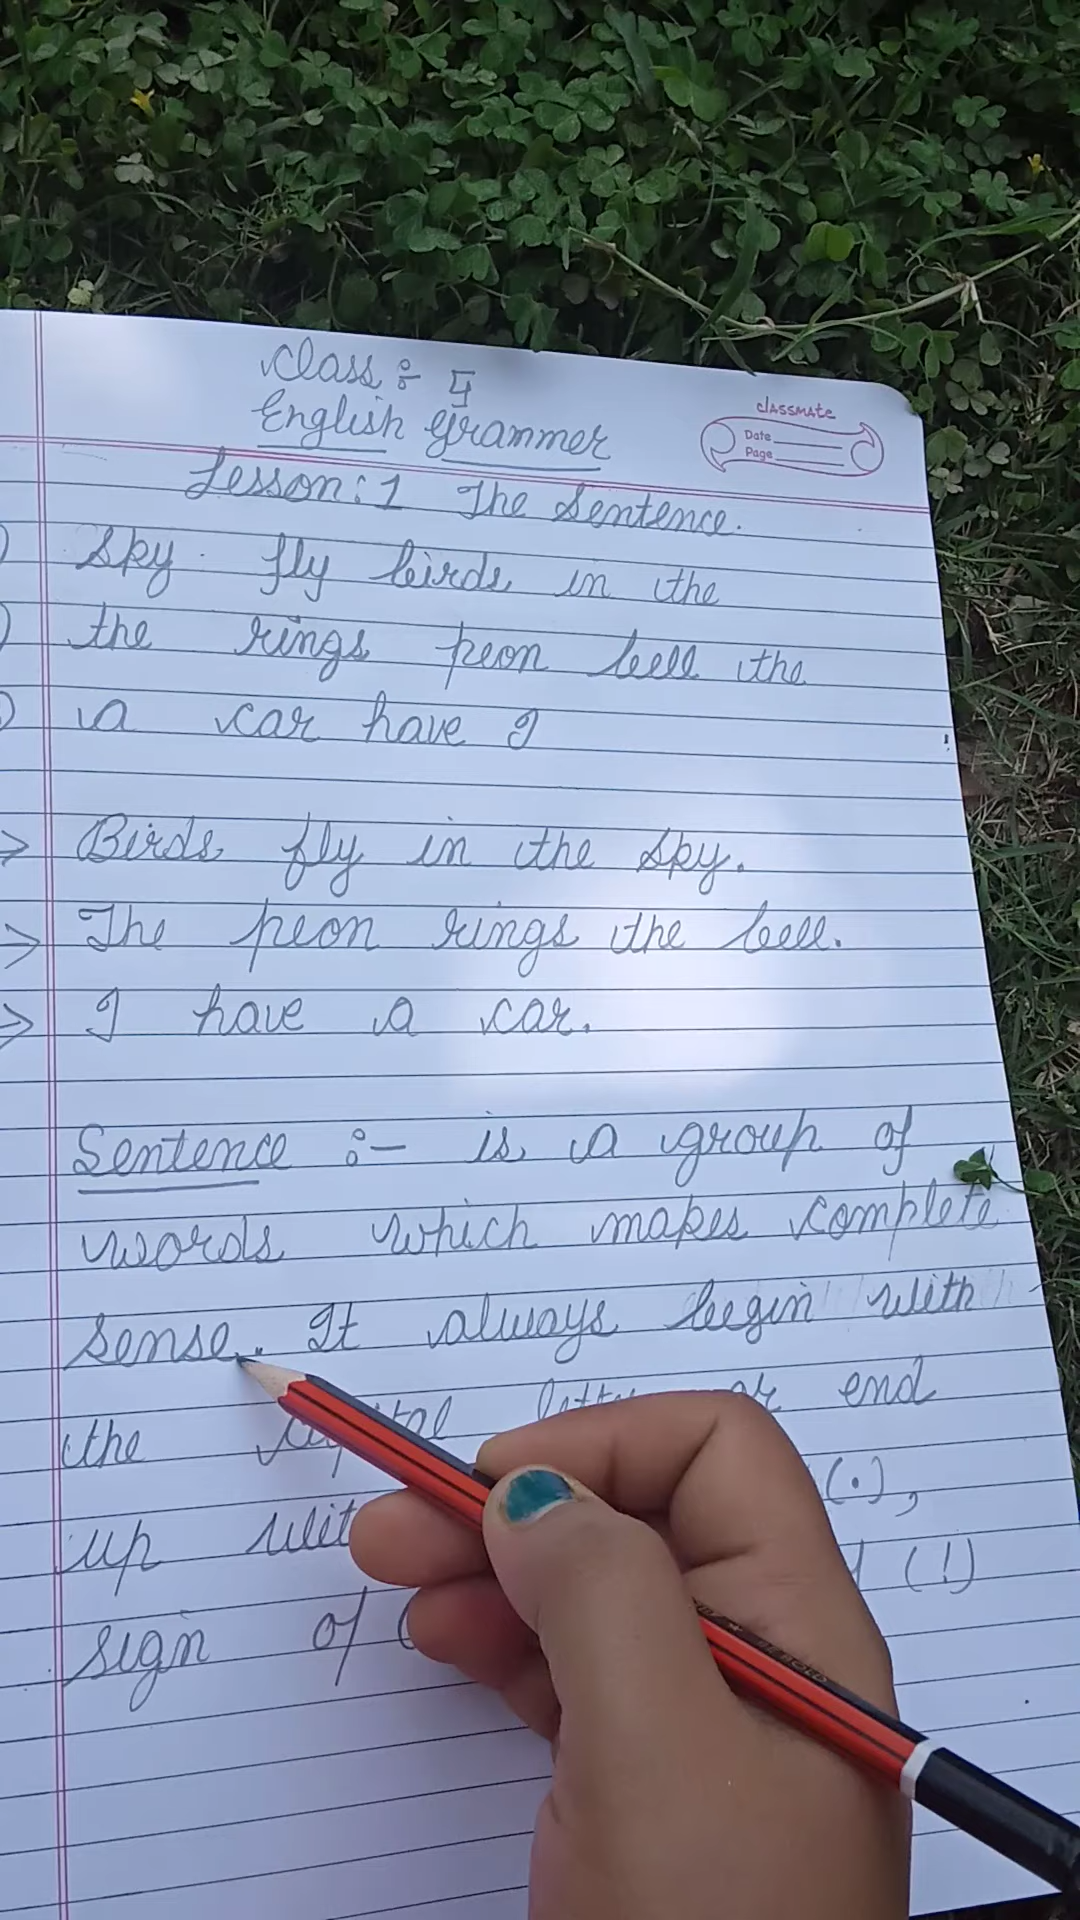 Class :-
English Grammer
classmate
Date
Page
Lesson: 1 The Sentence.
Sky fly birds in the
the rings peon bell the
a car have I
Birds fly in the sky.
The peon rings the bell.
I have a car.
Sentence :- is a group of
words which makes complete
sense. It always begin with
the capital end
(.),
up
(!)
sign of